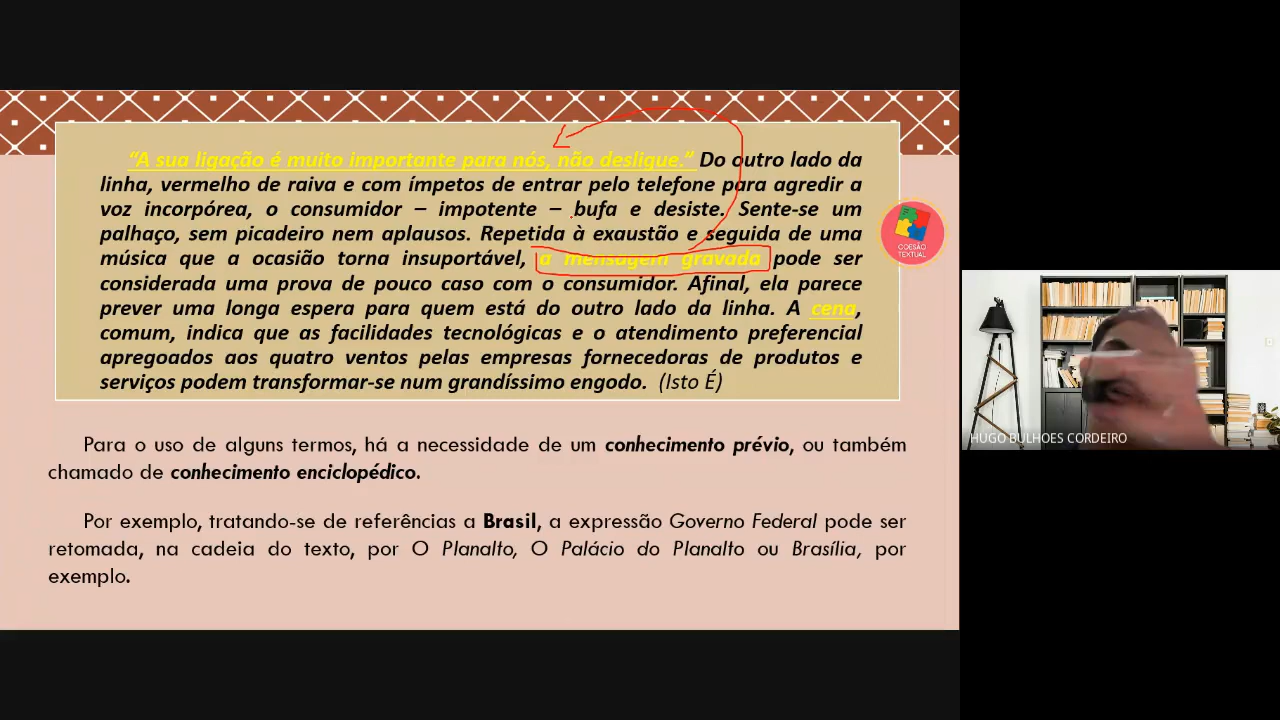 “A sua ligação é muito importante para nós, não desligue.” Do outro lado da
linha, vermelho de raiva e com ímpetos de entrar pelo telefone para agredir a
voz incorpórea, o consumidor – impotente – bufa e desiste. Sente-se um
palhaço, sem picadeiro nem aplausos. Repetida à exaustão e seguida de uma
música que a ocasião torna insuportável, a mensagem gravada pode ser
considerada uma prova de pouco caso com o consumidor. Afinal, ela parece
prever uma longa espera para quem está do outro lado da linha. A cena,
comum, indica que as facilidades tecnológicas e o atendimento preferencial
apregoados aos quatro ventos pelas empresas fornecedoras de produtos e
serviços podem transformar-se num grandíssimo engodo. (Isto É)
COESÃO
TEXTUAL
Para o uso de alguns termos, há a necessidade de um conhecimento prévio, ou também
chamado de conhecimento enciclopédico.
Por exemplo, tratando-se de referências a Brasil, a expressão Governo Federal pode ser
retomada, na cadeia do texto, por O Planalto, O Palácio do Planalto ou Brasília, por
exemplo.
HUGO BULHOES CORDEIRO